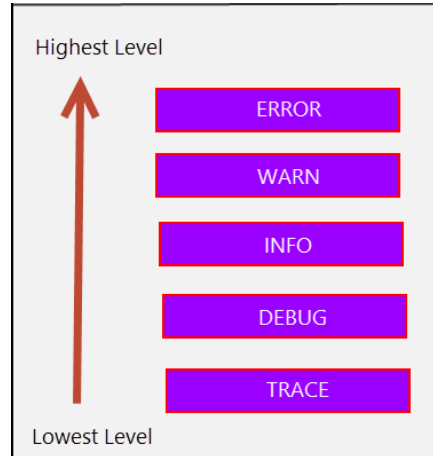 Highest Level
ERROR
WARN
INFO
DEBUG
TRACE
Lowest Level